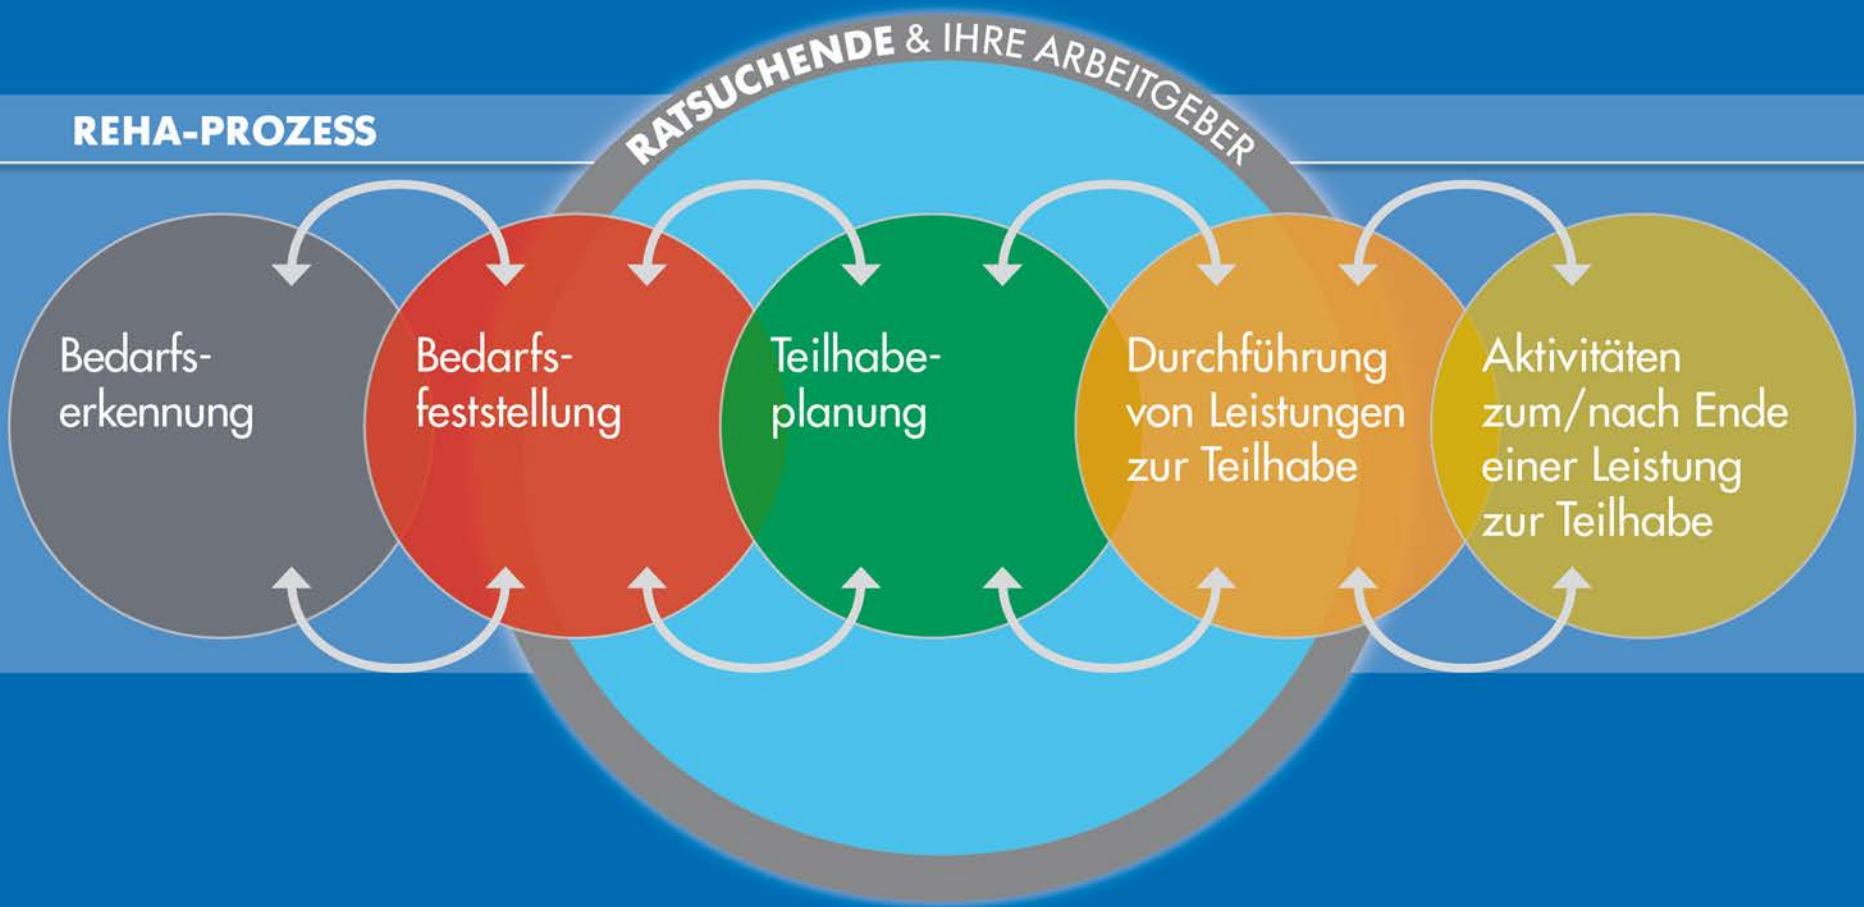 RATSUCHENDE & IHRE ARBEITGEBER
REHA-PROZESS
Bedarfs-
erkennung
Bedarfs-
feststellung
Teilhabe-
planung
Durchführung
von Leistungen
zur Teilhabe
Aktivitäten
zum/nach Ende
einer Leistung
zur Teilhabe